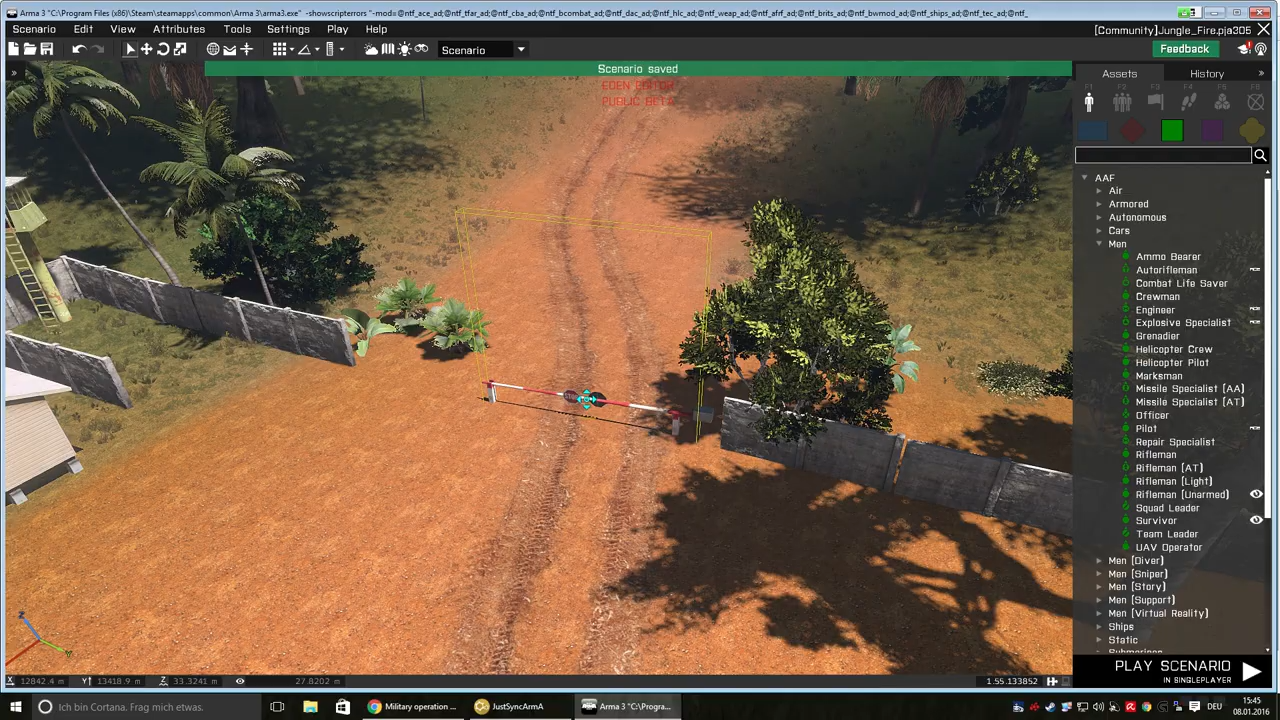 Arma 3 "C:\Program Files (x86)\Steam\steamapps\common\Arma 3\arma3.exe" -showscripterrors "-mod=@ntf_ace_ad;@ntf_tfar_ad;@ntf_cba_ad;@ntf_bcombat_ad;@ntf_dac_ad;@ntf_hlc_ad;@ntf_weap_ad;@ntf_afrf_ad;@ntf_brits_ad;@ntf_bwmod_ad;@ntf_ships_ad;@ntf_tec_ad;@ntf_
Scenario Edit View Attributes Tools Settings Play Help
[Community]Jungle_Fire.pja305
Scenario
Feedback
Scenario saved
EDEN EDITOR
PUBLIC BETA
Assets History
F1 F2 F3 F4 F5 F6
AAF
Air
Armored
Autonomous
Cars
Men
Ammo Bearer
Autorifleman
Combat Life Saver
Crewman
Engineer
Explosive Specialist
Grenadier
Helicopter Crew
Helicopter Pilot
Marksman
Missile Specialist (AA)
Missile Specialist (AT)
Officer
Pilot
Repair Specialist
Rifleman
Rifleman (AT)
Rifleman (Light)
Rifleman (Unarmed)
Squad Leader
Survivor
Team Leader
UAV Operator
Men (Diver)
Men (Sniper)
Men (Story)
Men (Support)
Men (Virtual Reality)
Ships
Static
Submarines
Z
Y
X 12842.4 m Y 13418.9 m Z 33.3241 m 27.8202 m
1.55.133852
PLAY SCENARIO
IN SINGLEPLAYER
Ich bin Cortana. Frag mich etwas.
Military operation ...
JustSyncArmA
Arma 3 "C:\Progra...
DEU
15:45
08.01.2016